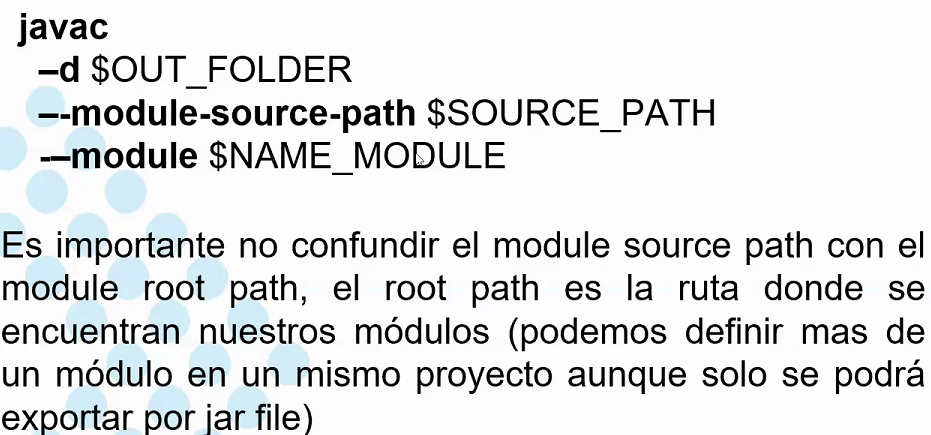 javac
–d $OUT_FOLDER
–-module-source-path $SOURCE_PATH
-–module $NAME_MODULE
Es importante no confundir el module source path con el
module root path, el root path es la ruta donde se
encuentran nuestros módulos (podemos definir mas de
un módulo en un mismo proyecto aunque solo se podrá
exportar por jar file)